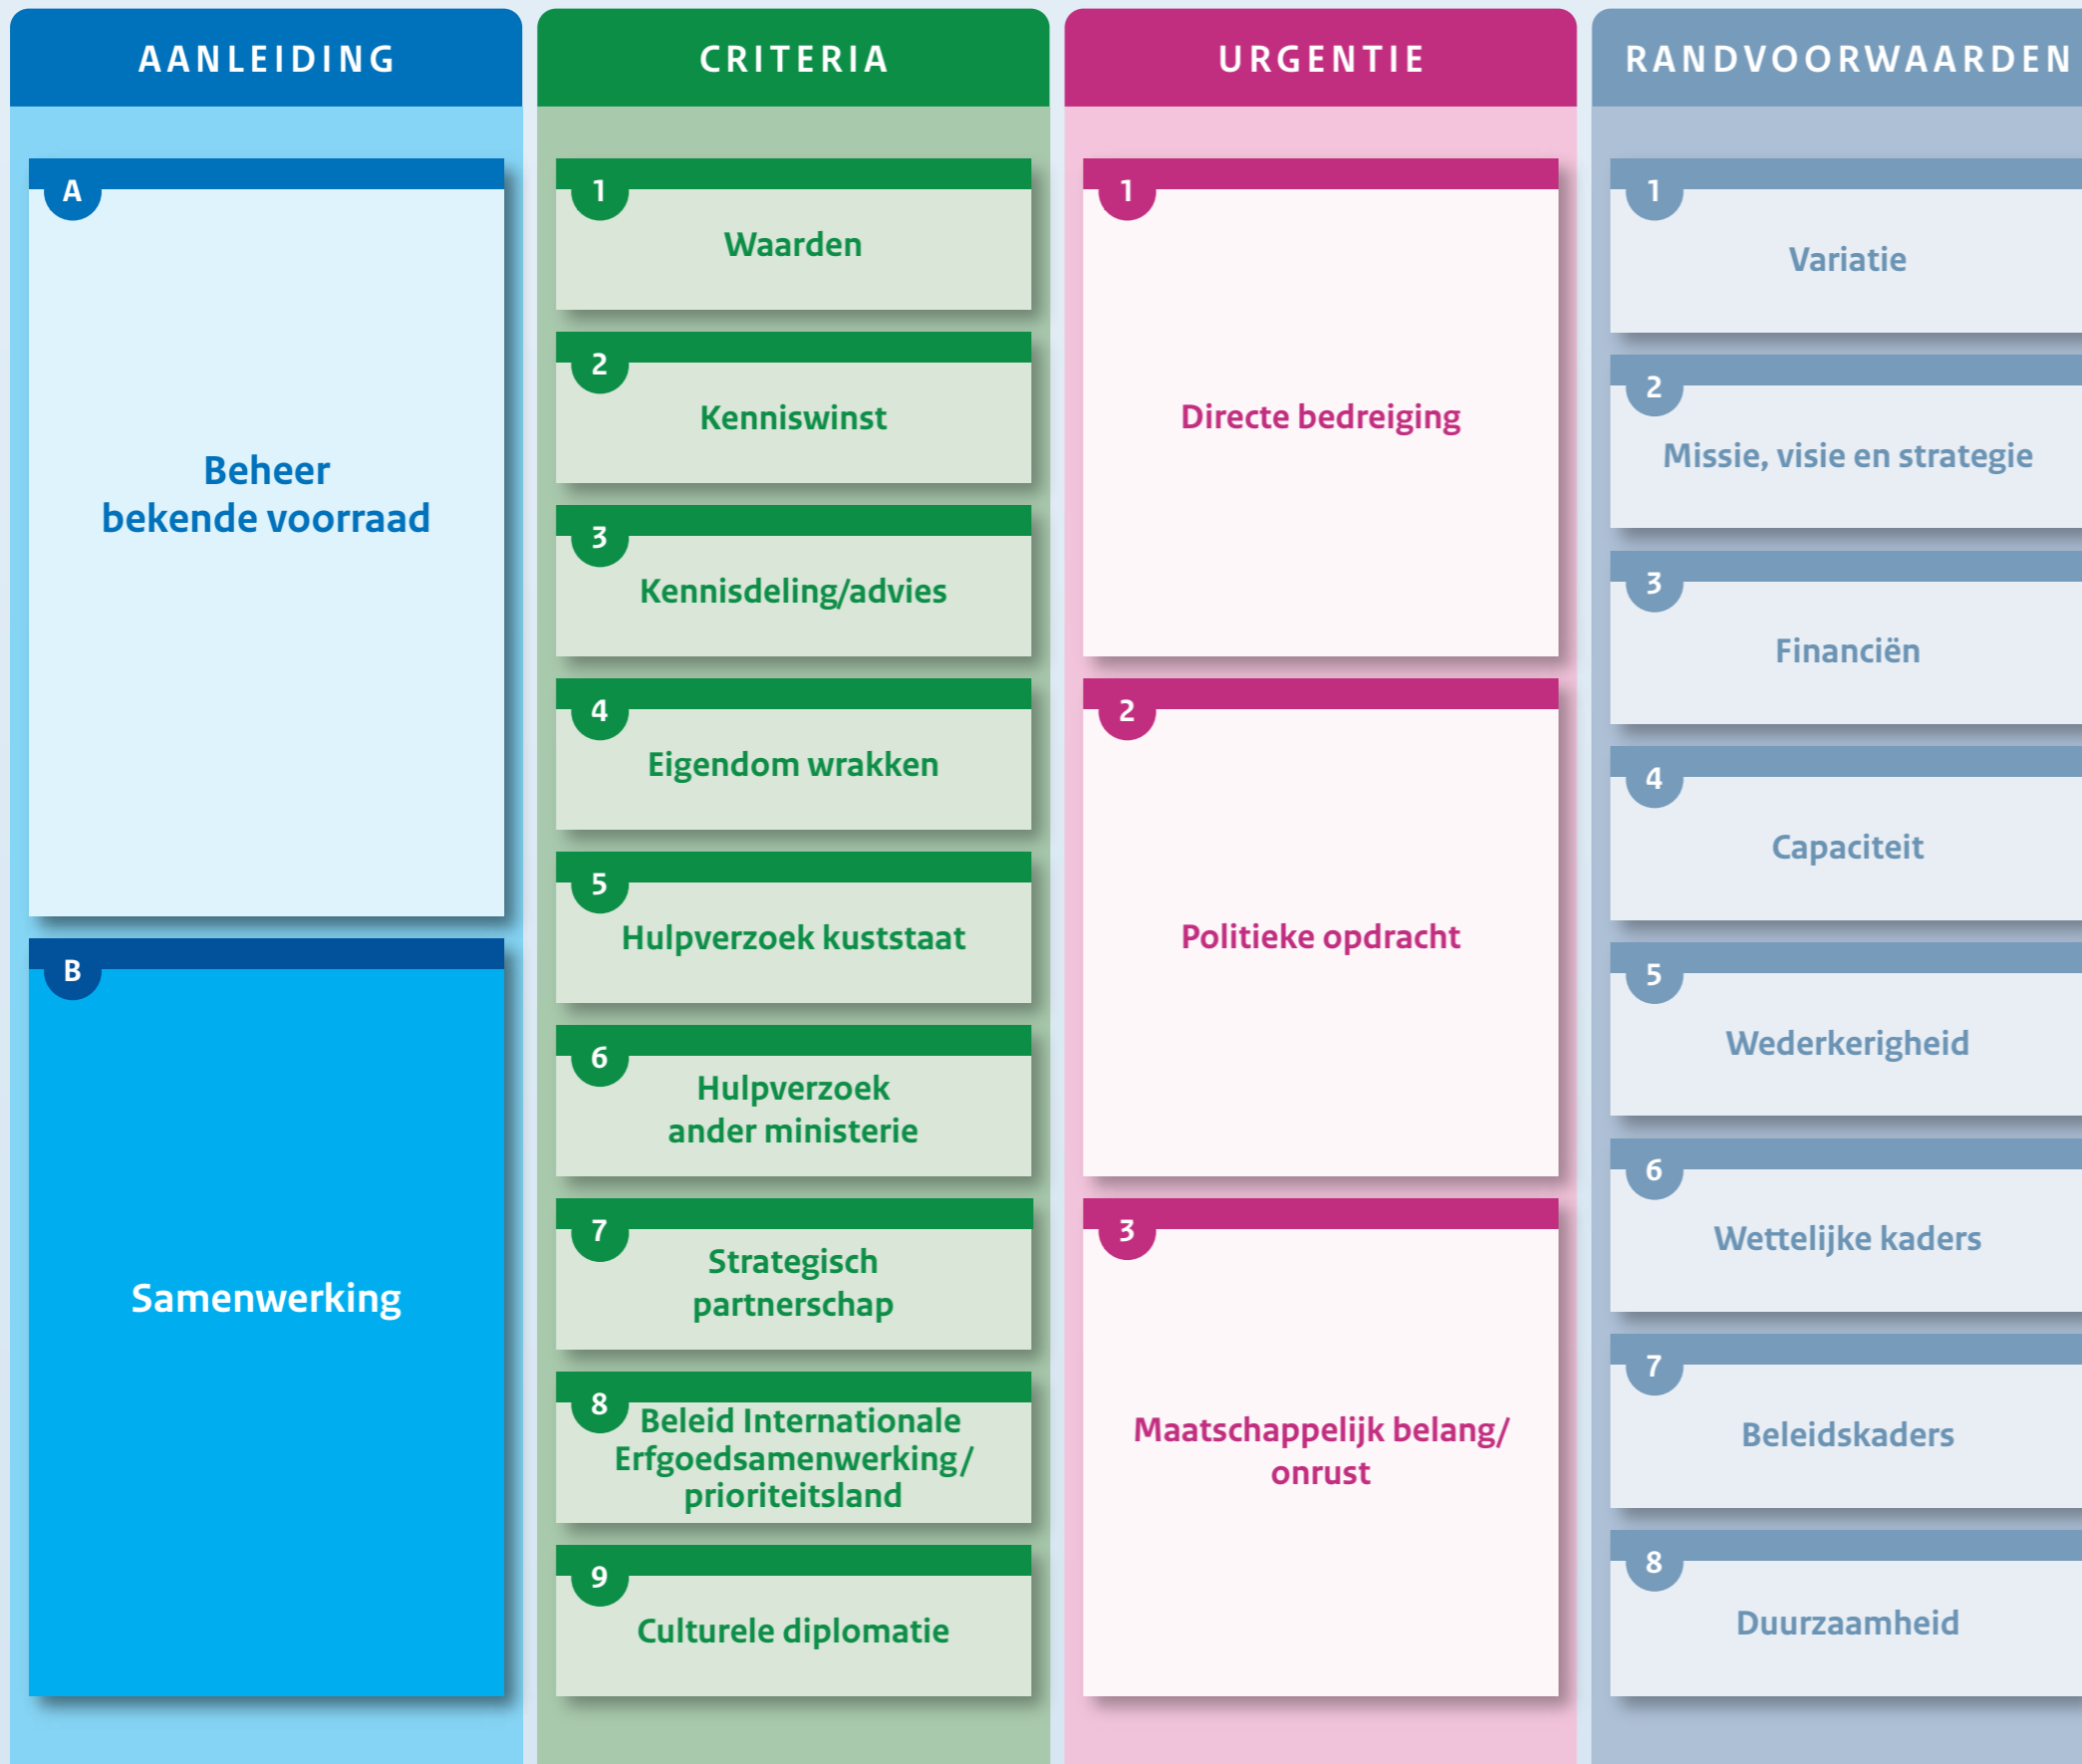 AANLEIDING
A
Beheer
bekende voorraad
B
Samenwerking
CRITERIA
1
Waarden
2
Kenniswinst
3
Kennisdeling/advies
4
Eigendom wrakken
5
Hulpverzoek kuststaat
6
Hulpverzoek
ander ministerie
7
Strategisch
partnerschap
8
Beleid Internationale
Erfgoedsamenwerking/
prioriteitsland
9
Culturele diplomatie
URGENTIE
1
Directe bedreiging
2
Politieke opdracht
3
Maatschappelijk belang/
onrust
RANDVOORWAARDEN
1
Variatie
2
Missie, visie en strategie
3
Financiën
4
Capaciteit
5
Wederkerigheid
6
Wettelijke kaders
7
Beleidskaders
8
Duurzaamheid